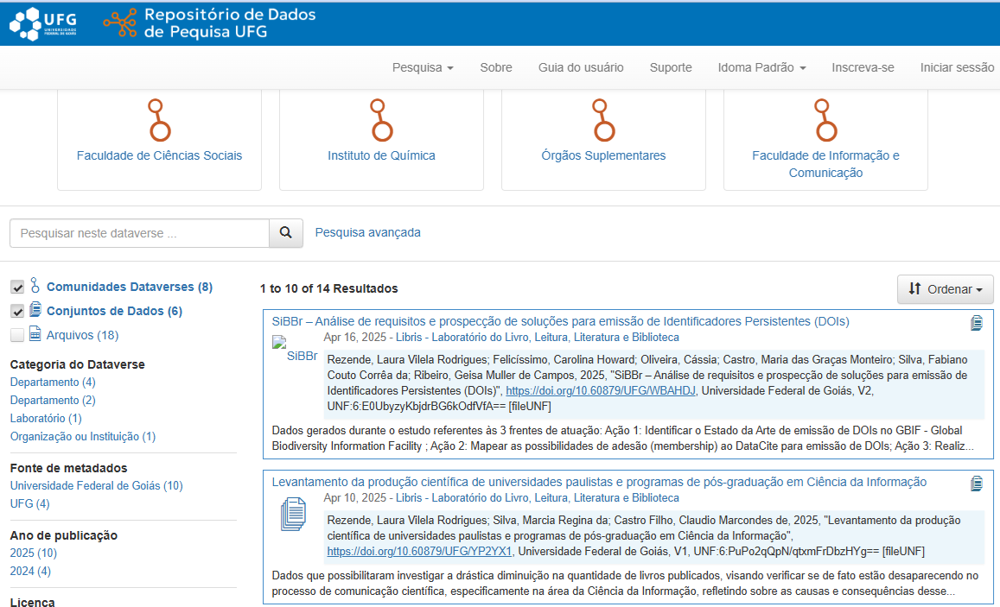 UFG
UNIVERSIDADE
FEDERAL DE GOIÁS
Repositório de Dados
de Pequisa UFG
Pesquisa
Sobre
Guia do usuário
Suporte
Idoma Padrão
Inscreva-se
Iniciar sessão
Faculdade de Ciências Sociais
Instituto de Química
Órgãos Suplementares
Faculdade de Informação e
Comunicação
Pesquisar neste dataverse ...
Pesquisa avançada
Comunidades Dataverses (8)
Conjuntos de Dados (6)
Arquivos (18)
Categoria do Dataverse
Departamento (4)
Departamento (2)
Laboratório (1)
Organização ou Instituição (1)
Fonte de metadados
Universidade Federal de Goiás (10)
UFG (4)
Ano de publicação
2025 (10)
2024 (4)
Licença
1 to 10 of 14 Resultados
Ordenar
SiBBr – Análise de requisitos e prospecção de soluções para emissão de Identificadores Persistentes (DOIs)
Apr 16, 2025 - Libris - Laboratório do Livro, Leitura, Literatura e Biblioteca
SiBBr
Rezende, Laura Vilela Rodrigues; Felicíssimo, Carolina Howard; Oliveira, Cássia; Castro, Maria das Graças Monteiro; Silva, Fabiano
Couto Corrêa da; Ribeiro, Geisa Muller de Campos, 2025, "SiBBr – Análise de requisitos e prospecção de soluções para emissão de
Identificadores Persistentes (DOIs)", https://doi.org/10.60879/UFG/WBAHDJ, Universidade Federal de Goiás, V2,
UNF:6:E0UbyzyKbjdrBG6kOdfVfA== [fileUNF]
Dados gerados durante o estudo referentes às 3 frentes de atuação: Ação 1: Identificar o Estado da Arte de emissão de DOIs no GBIF - Global
Biodiversity Information Facility ; Ação 2: Mapear as possibilidades de adesão (membership) ao DataCite para emissão de DOIs; Ação 3: Realiz...
Levantamento da produção científica de universidades paulistas e programas de pós-graduação em Ciência da Informação
Apr 10, 2025 - Libris - Laboratório do Livro, Leitura, Literatura e Biblioteca
Rezende, Laura Vilela Rodrigues; Silva, Marcia Regina da; Castro Filho, Claudio Marcondes de, 2025, "Levantamento da produção
científica de universidades paulistas e programas de pós-graduação em Ciência da Informação",
https://doi.org/10.60879/UFG/YP2YX1, Universidade Federal de Goiás, V1, UNF:6:PuPo2qQpN/qtxmFrDbzHYg== [fileUNF]
Dados que possibilitaram investigar a drástica diminuição na quantidade de livros publicados, visando verificar se de fato estão desaparecendo no
processo de comunicação científica, especificamente na área da Ciência da Informação, refletindo sobre as causas e consequências desse...